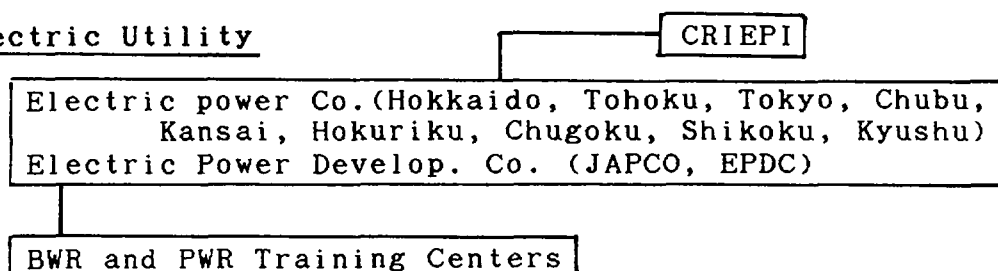 ectric Utility
CRIEPI
Electric power Co.(Hokkaido, Tohoku, Tokyo, Chubu,
Kansai, Hokuriku, Chugoku, Shikoku, Kyushu)
Electric Power Develop. Co. (JAPCO, EPDC)
BWR and PWR Training Centers